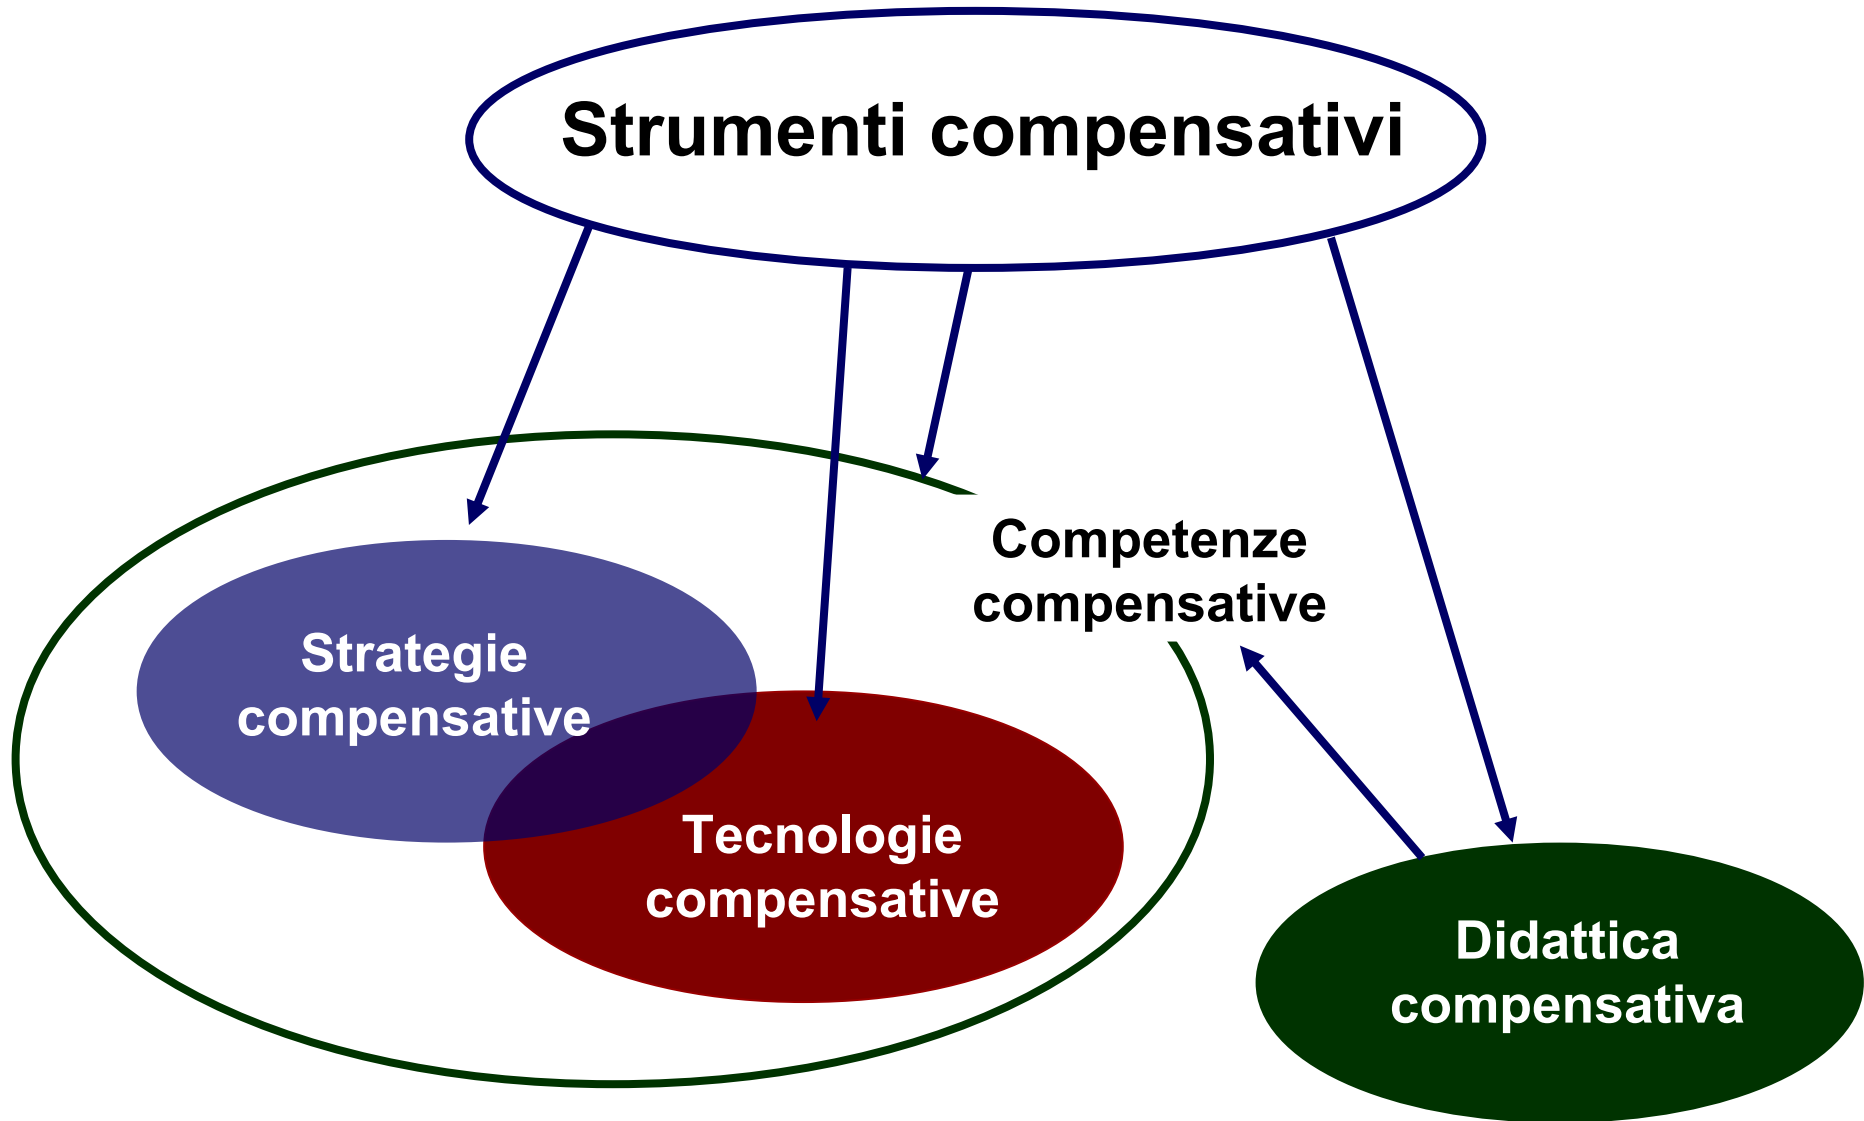 Strumenti compensativi
Competenze
compensative
Strategie
compensative
Tecnologie
compensative
Didattica
compensativa